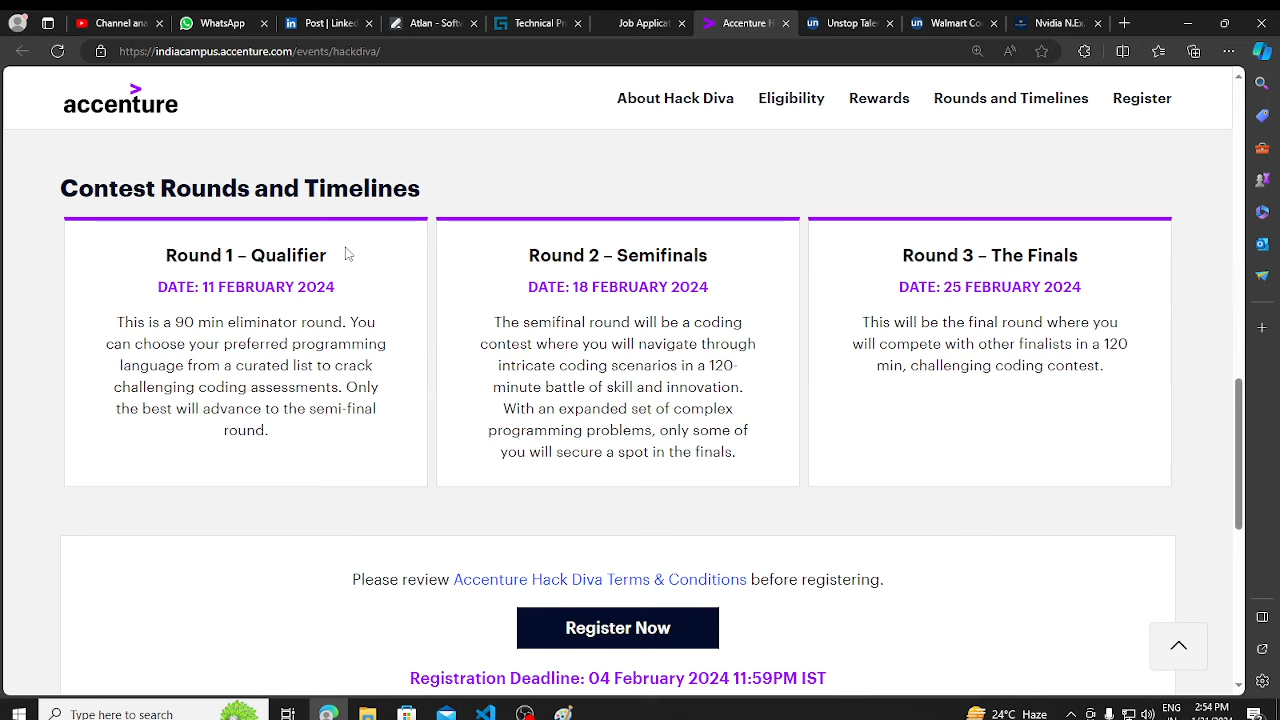 Channel ana
WhatsApp
Post | Linked
Atlan - Softw
Technical Pro
Job Applicat
Accenture H
Unstop Tale
Walmart Co
Nvidia N.Ex.
https://indiacampus.accenture.com/events/hackdiva/
accenture
About Hack Diva
Eligibility
Rewards
Rounds and Timelines
Register
Contest Rounds and Timelines
Round 1 – Qualifier
DATE: 11 FEBRUARY 2024
This is a 90 min eliminator round. You
can choose your preferred programming
language from a curated list to crack
challenging coding assessments. Only
the best will advance to the semi-final
round.
Round 2 – Semifinals
DATE: 18 FEBRUARY 2024
The semifinal round will be a coding
contest where you will navigate through
intricate coding scenarios in a 120-
minute battle of skill and innovation.
With an expanded set of complex
programming problems, only some of
you will secure a spot in the finals.
Round 3 – The Finals
DATE: 25 FEBRUARY 2024
This will be the final round where you
will compete with other finalists in a 120
min, challenging coding contest.
Please review Accenture Hack Diva Terms & Conditions before registering.
Register Now
Registration Deadline: 04 February 2024 11:59PM IST
Type here to search
24°C Haze
ENG
2:54 PM